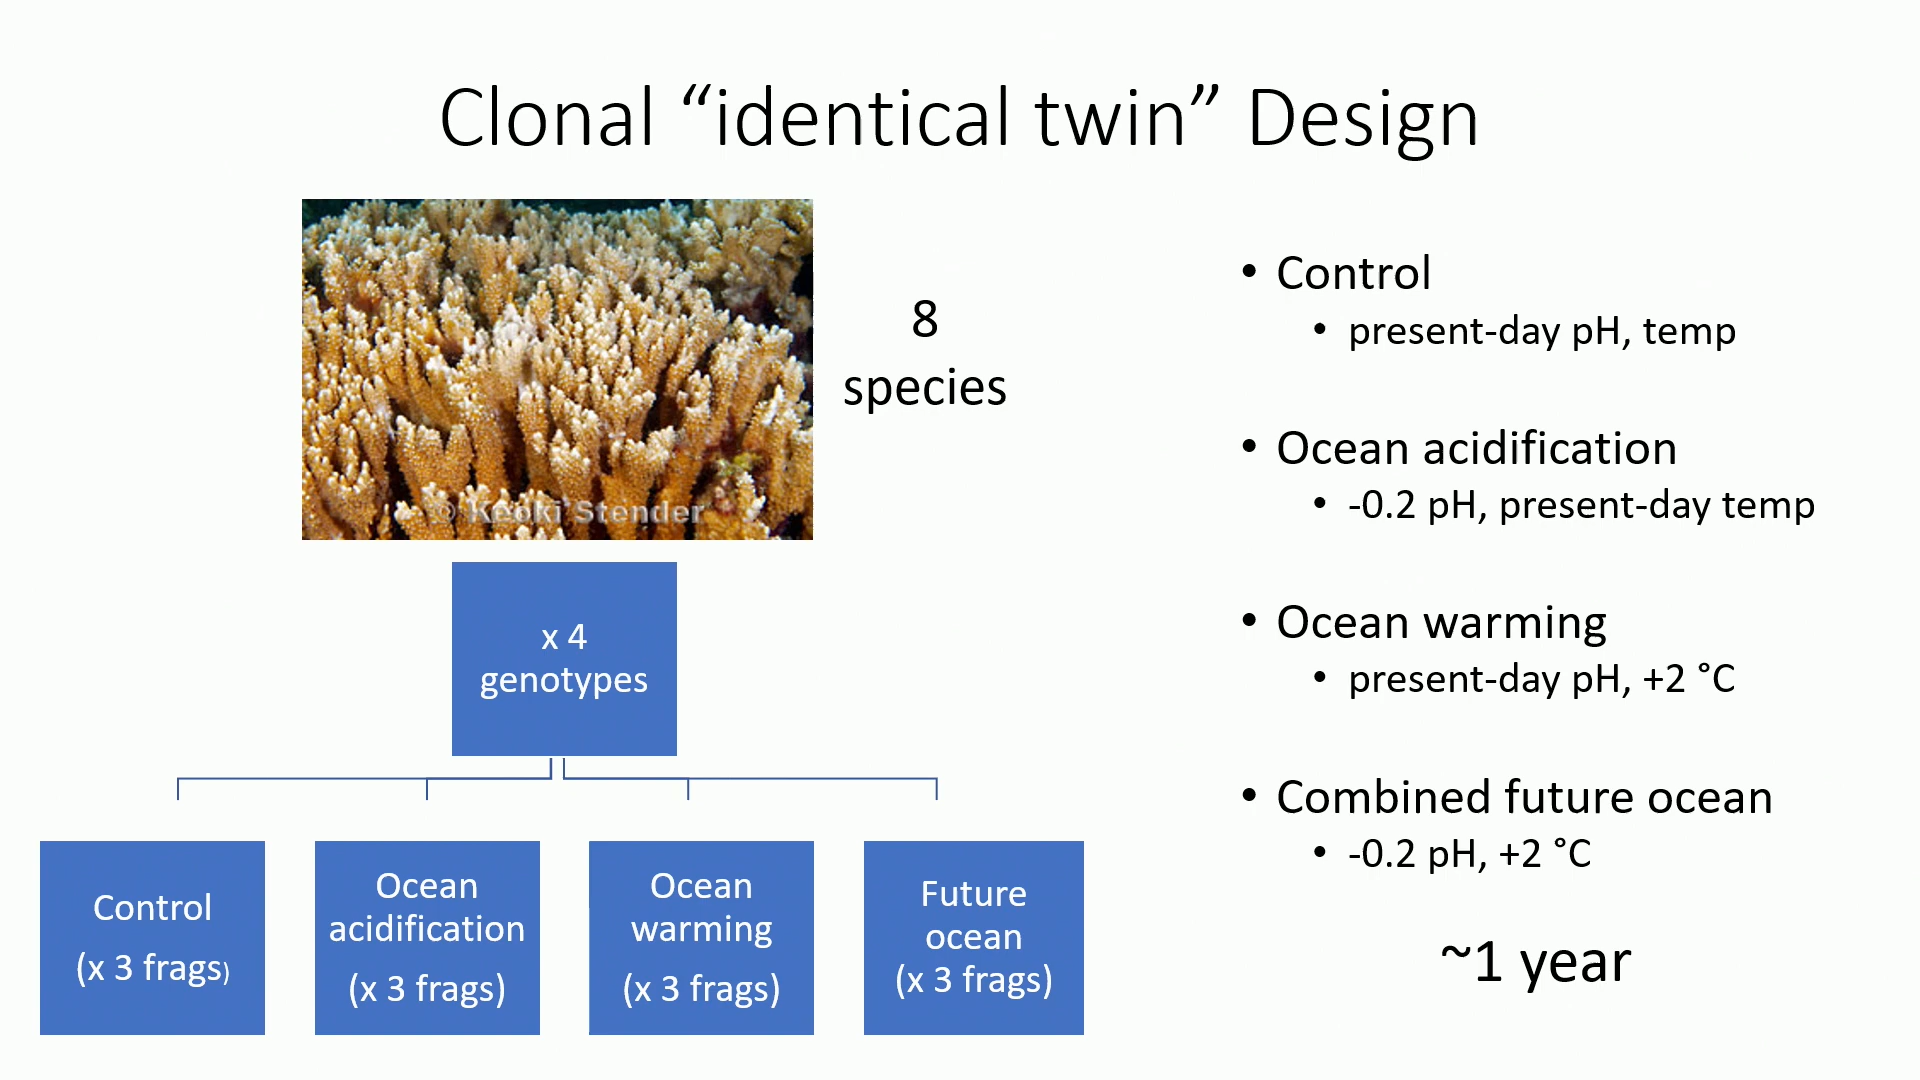 Clonal “identical twin” Design
© Keoki Stender
8
species
x 4
genotypes
Control
(x 3 frags)
Ocean
acidification
(x 3 frags)
Ocean
warming
(x 3 frags)
Future
ocean
(x 3 frags)
• Control
• present-day pH, temp
• Ocean acidification
• -0.2 pH, present-day temp
• Ocean warming
• present-day pH, +2 °C
• Combined future ocean
• -0.2 pH, +2 °C
~1 year